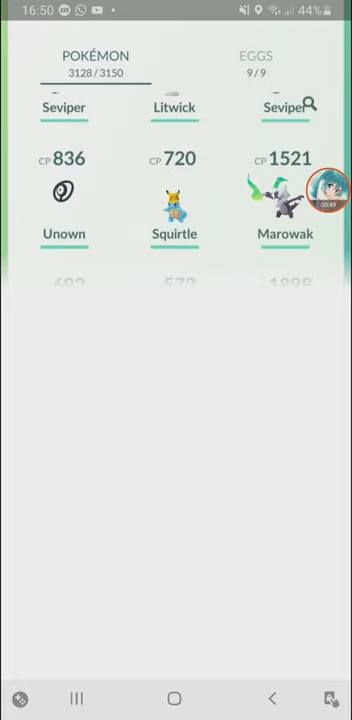 16:50
44%
POKÉMON
EGGS
3128/3150
9/9
Seviper
Litwick
Seviper
CP 836
CP 720
CP 1521
00:49
Unown
Squirtle
Marowak